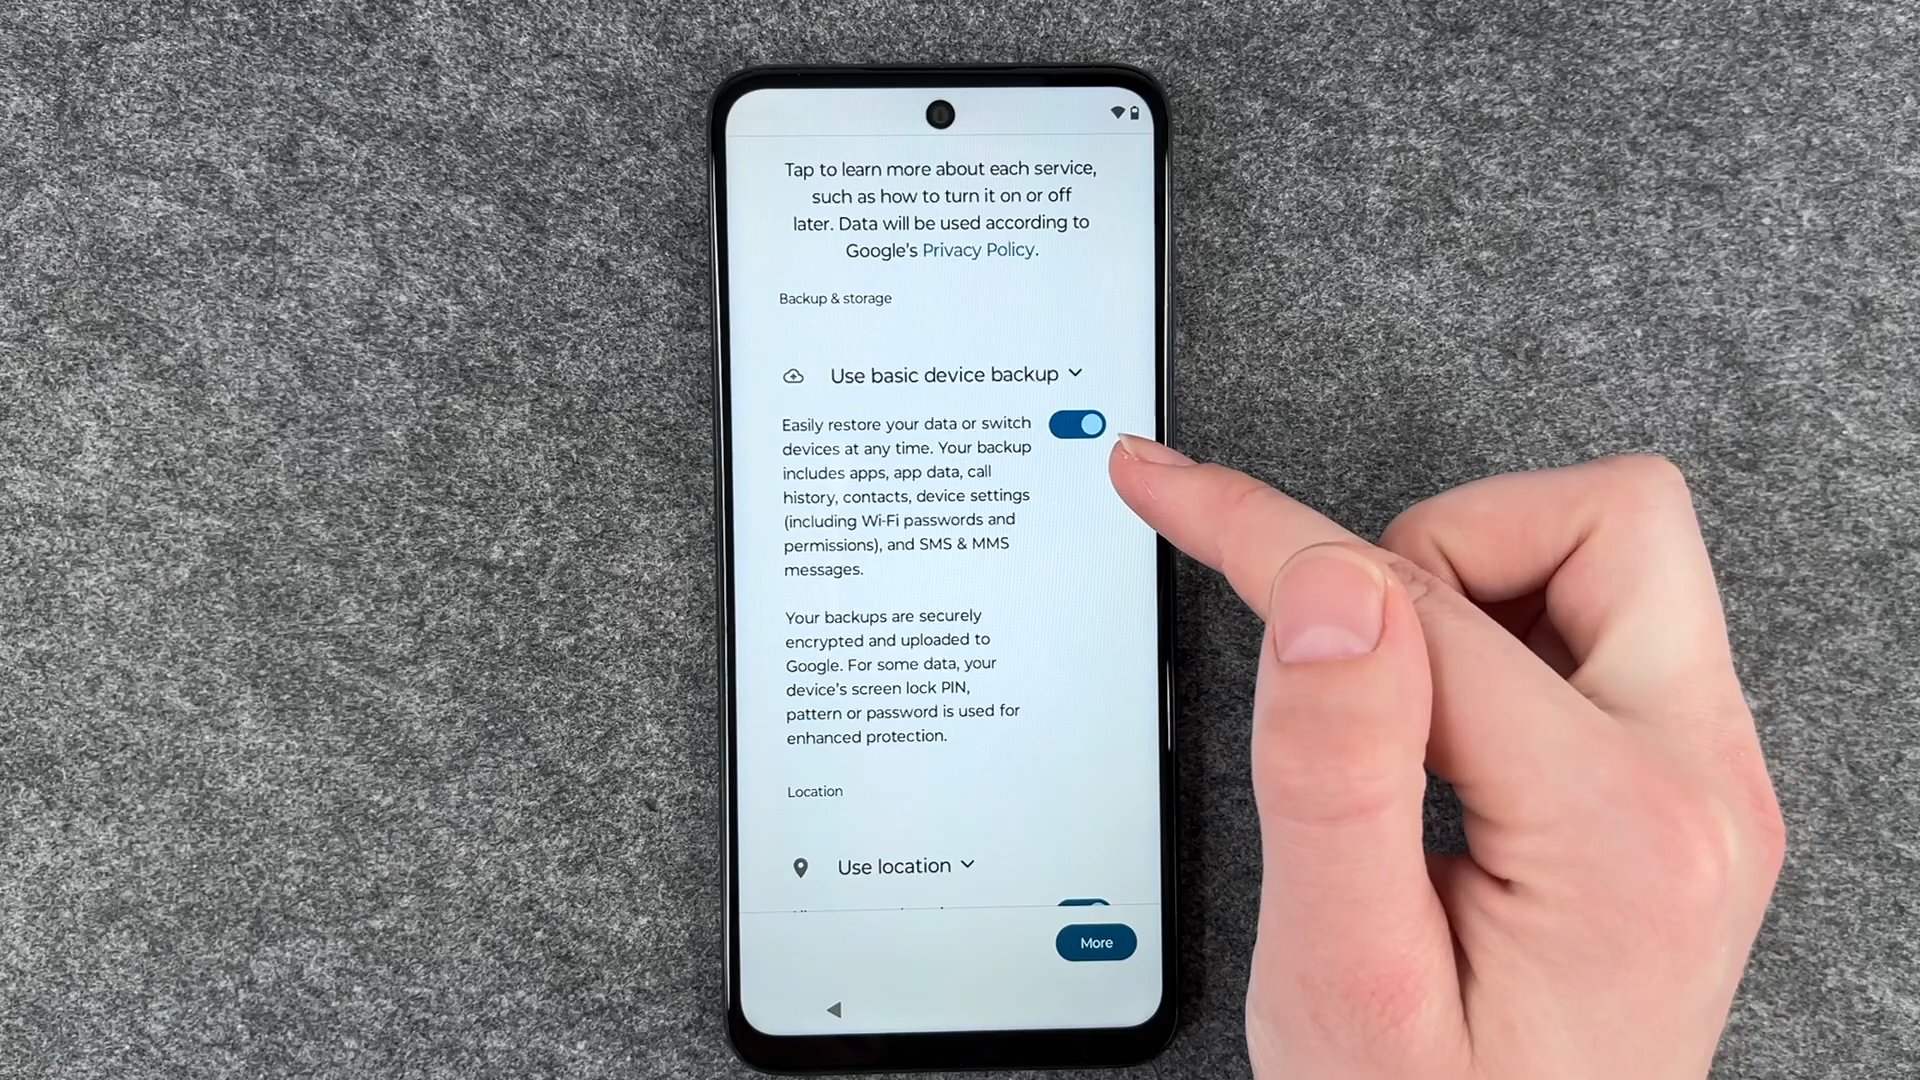 Tap to learn more about each service,
such as how to turn it on or off
later. Data will be used according to
Google's Privacy Policy.
Backup & storage
Use basic device backup
Easily restore your data or switch
devices at any time. Your backup
includes apps, app data, call
history, contacts, device settings
(including Wi-Fi passwords and
permissions), and SMS & MMS
messages.
Your backups are securely
encrypted and uploaded to
Google. For some data, your
device's screen lock PIN,
pattern or password is used for
enhanced protection.
Location
Use location
More